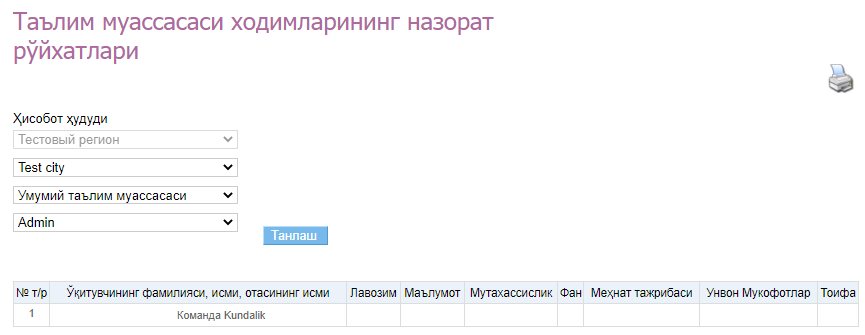 Таълим муассасаси ходимларининг назорат
рўйхатлари
Ҳисобот ҳудуди
Тестовый регион
Test city
Умумий таълим муассасаси
Admin
Танлаш
№ т/р Ўқитувчининг фамилияси, исми, отасининг исми Лавозим Маълумот Мутахассислик Фан Меҳнат тажрибаси Унвон Мукофотлар Тоифа
1 Команда Kundalik